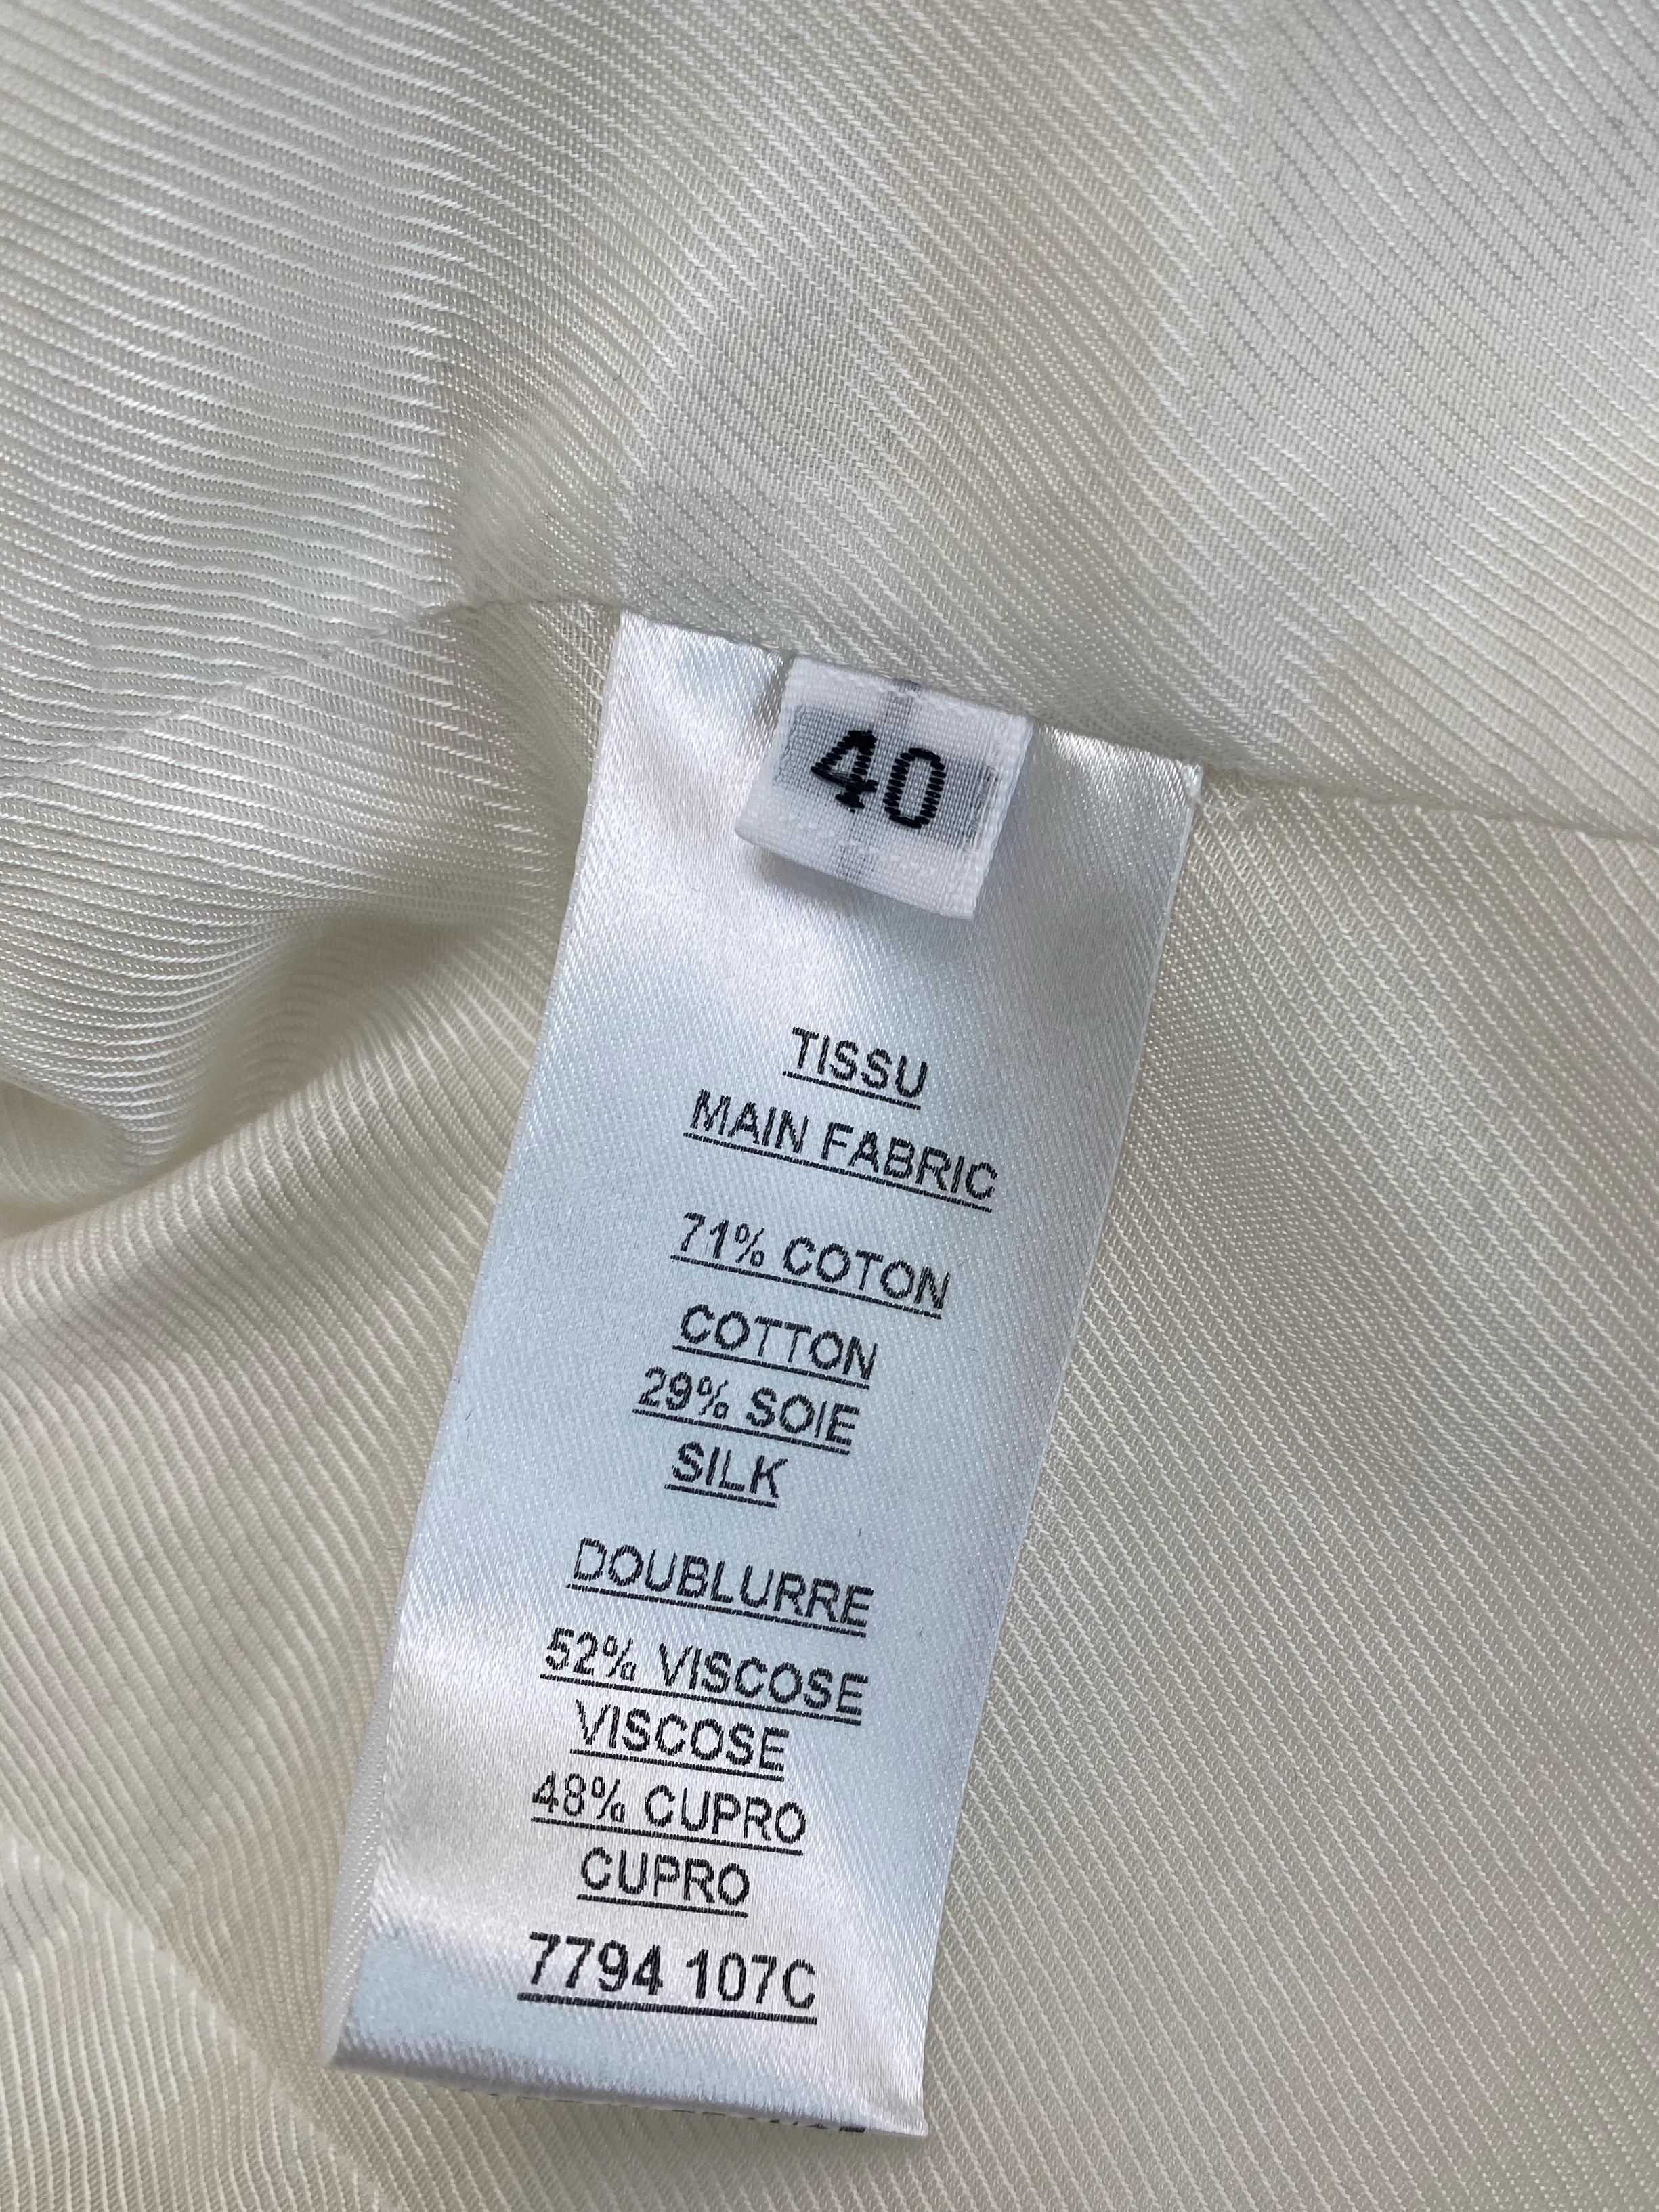 40
TISSU
MAIN FABRIC
71% COTON
COTTON
29% SOIE
SILK
DOUBLURRE
52% VISCOSE
VISCOSE
48% CUPRO
CUPRO
7794 107C